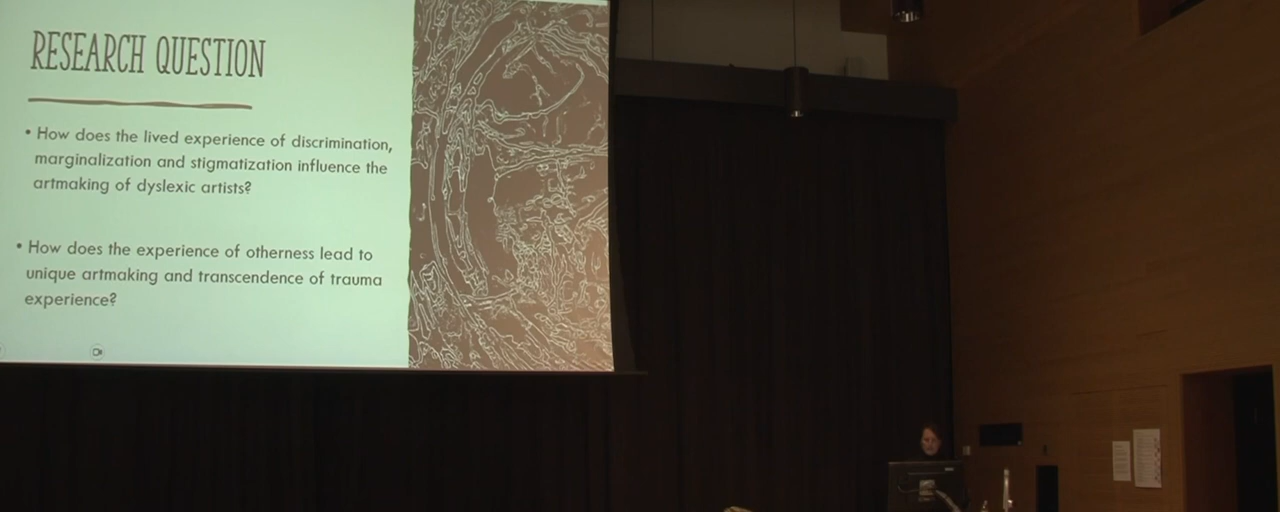 RESEARCH QUESTION
• How does the lived experience of discrimination,
marginalization and stigmatization influence the
artmaking of dyslexic artists?
• How does the experience of otherness lead to
unique artmaking and transcendence of trauma
experience?